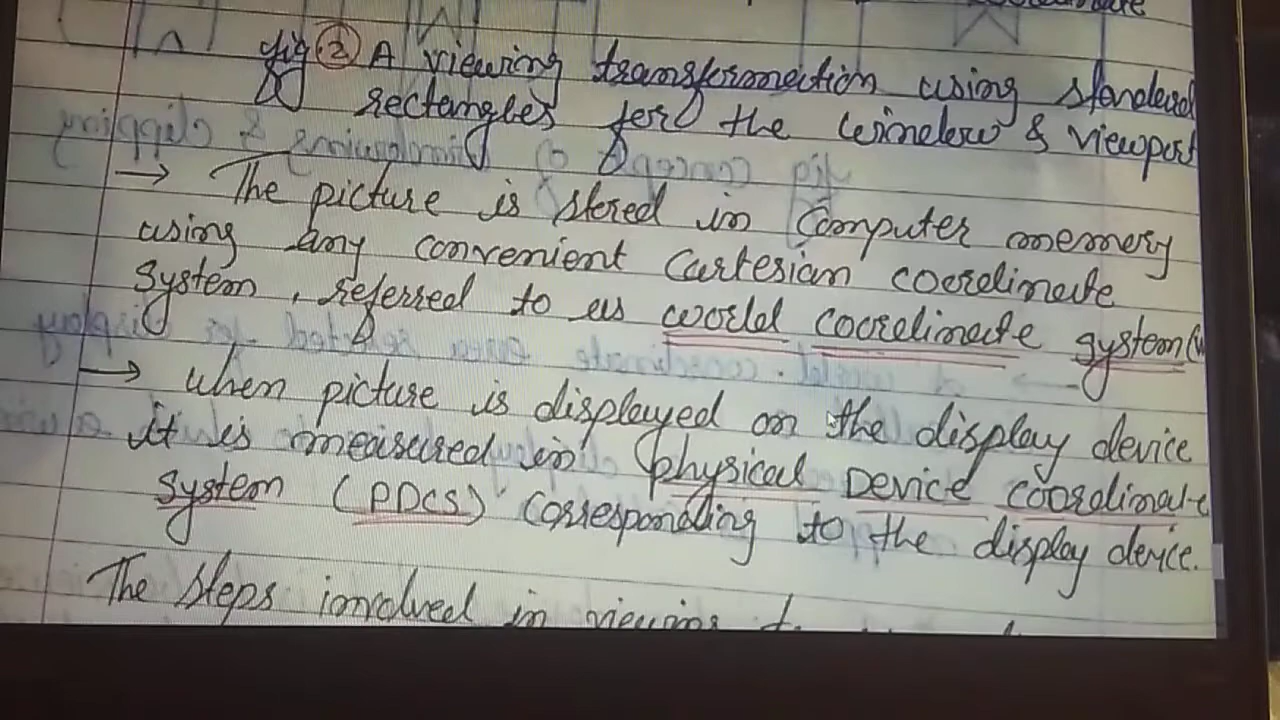 fig (2) A viewing transformation using standard
rectangles for the window & viewport
→ The picture is stored in Computer memory
using any convenient Cartesian coordinate
system, referred to as world coordinate system (w
→ when picture is displayed on the display device
it is measured in physical Device coordinate
system (PDCS) corresponding to the display device.
The steps involved in viewing